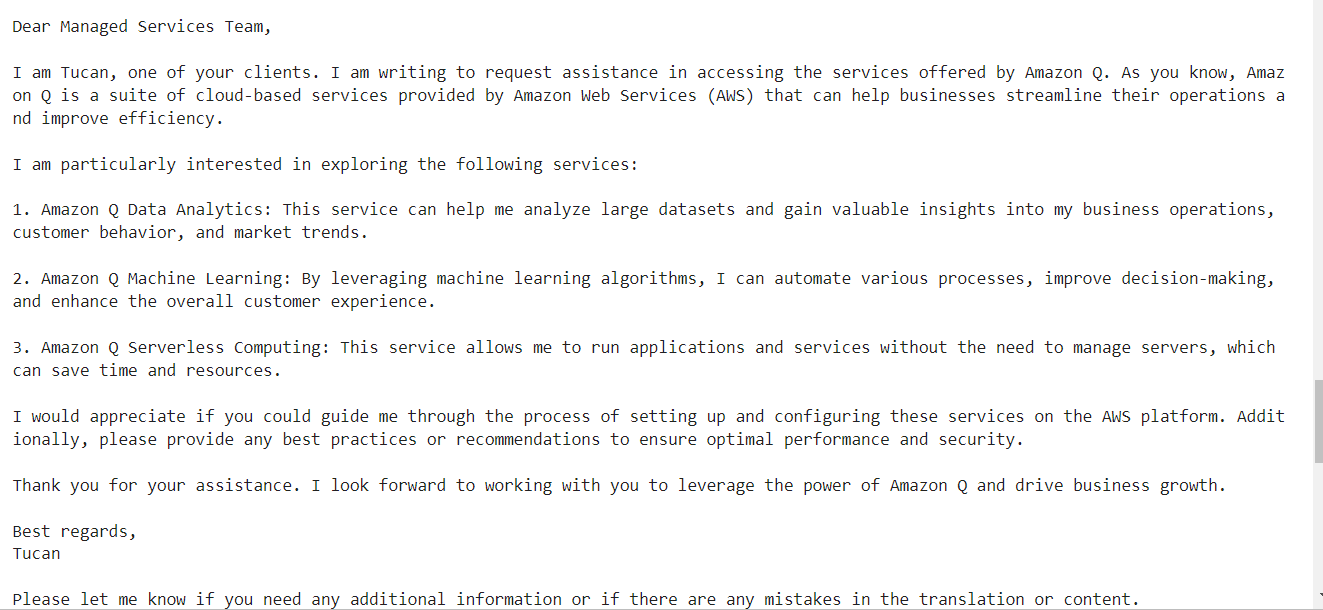 Dear Managed Services Team,
I am Tucan, one of your clients. I am writing to request assistance in accessing the services offered by Amazon Q. As you know, Amaz
on Q is a suite of cloud-based services provided by Amazon Web Services (AWS) that can help businesses streamline their operations a
nd improve efficiency.
I am particularly interested in exploring the following services:
1. Amazon Q Data Analytics: This service can help me analyze large datasets and gain valuable insights into my business operations,
customer behavior, and market trends.
2. Amazon Q Machine Learning: By leveraging machine learning algorithms, I can automate various processes, improve decision-making,
and enhance the overall customer experience.
3. Amazon Q Serverless Computing: This service allows me to run applications and services without the need to manage servers, which
can save time and resources.
I would appreciate if you could guide me through the process of setting up and configuring these services on the AWS platform. Addit
ionally, please provide any best practices or recommendations to ensure optimal performance and security.
Thank you for your assistance. I look forward to working with you to leverage the power of Amazon Q and drive business growth.
Best regards,
Tucan
Please let me know if you need any additional information or if there are any mistakes in the translation or content.